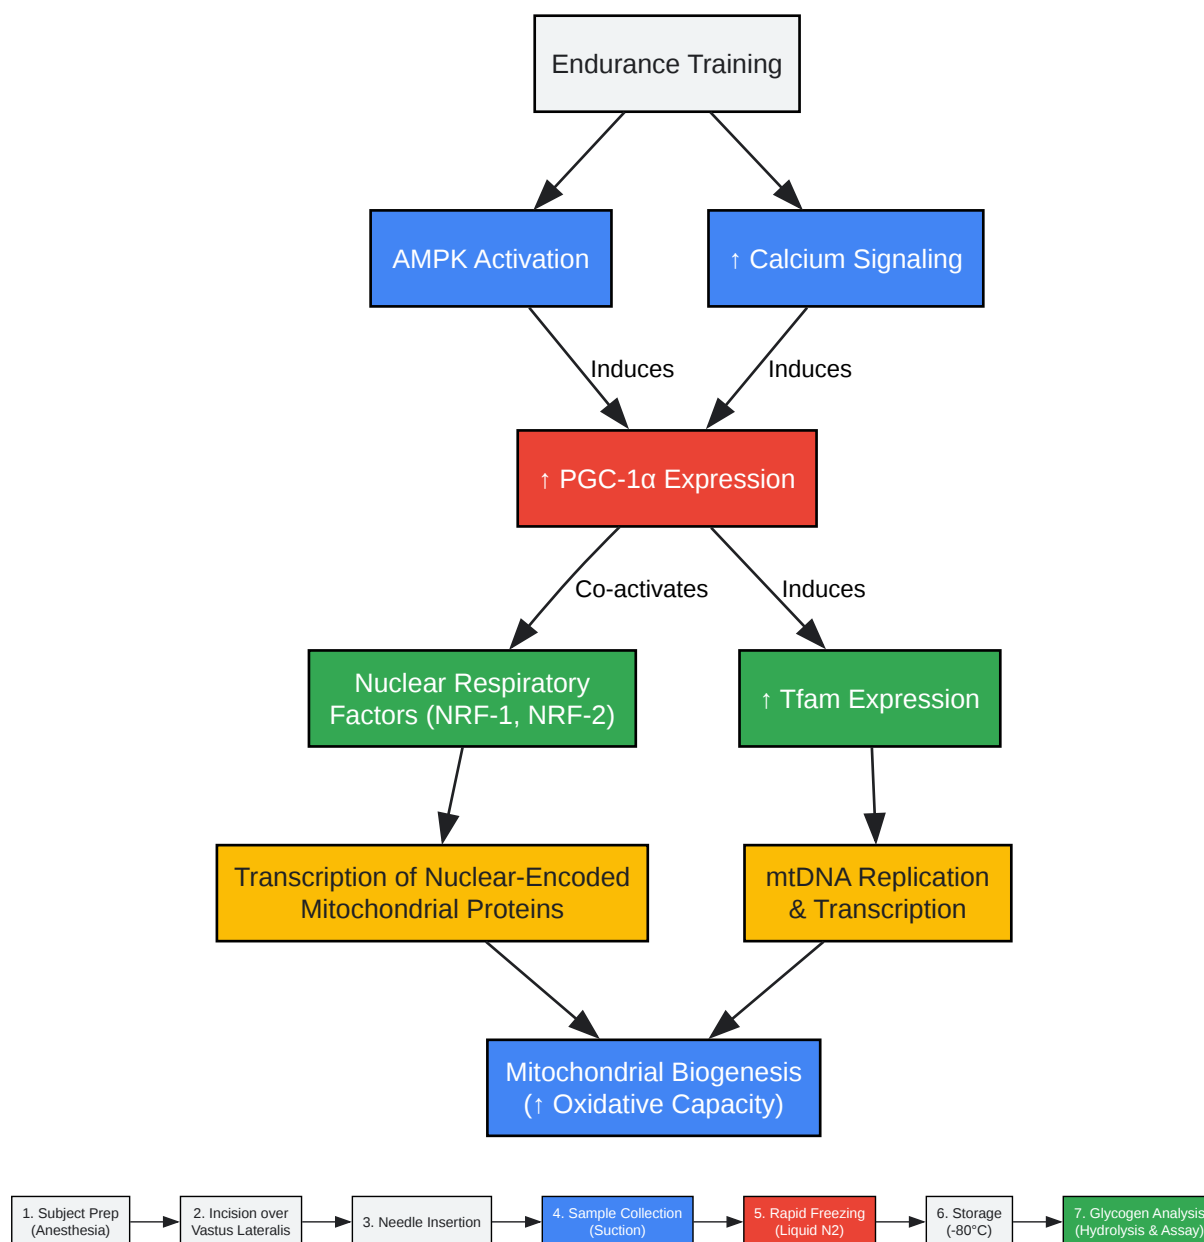 Endurance Training
AMPK Activation
↑ Calcium Signaling
Induces
Induces
↑ PGC-1α Expression
Co-activates
Induces
Nuclear Respiratory
Factors (NRF-1, NRF-2)
↑ Tfam Expression
Transcription of Nuclear-Encoded
Mitochondrial Proteins
mtDNA Replication
& Transcription
Mitochondrial Biogenesis
(↑ Oxidative Capacity)
1. Subject Prep
(Anesthesia)
2. Incision over
Vastus Lateralis
3. Needle Insertion
4. Sample Collection
(Suction)
5. Rapid Freezing
(Liquid N2)
6. Storage
(-80°C)
7. Glycogen Analysis
(Hydrolysis & Assay)